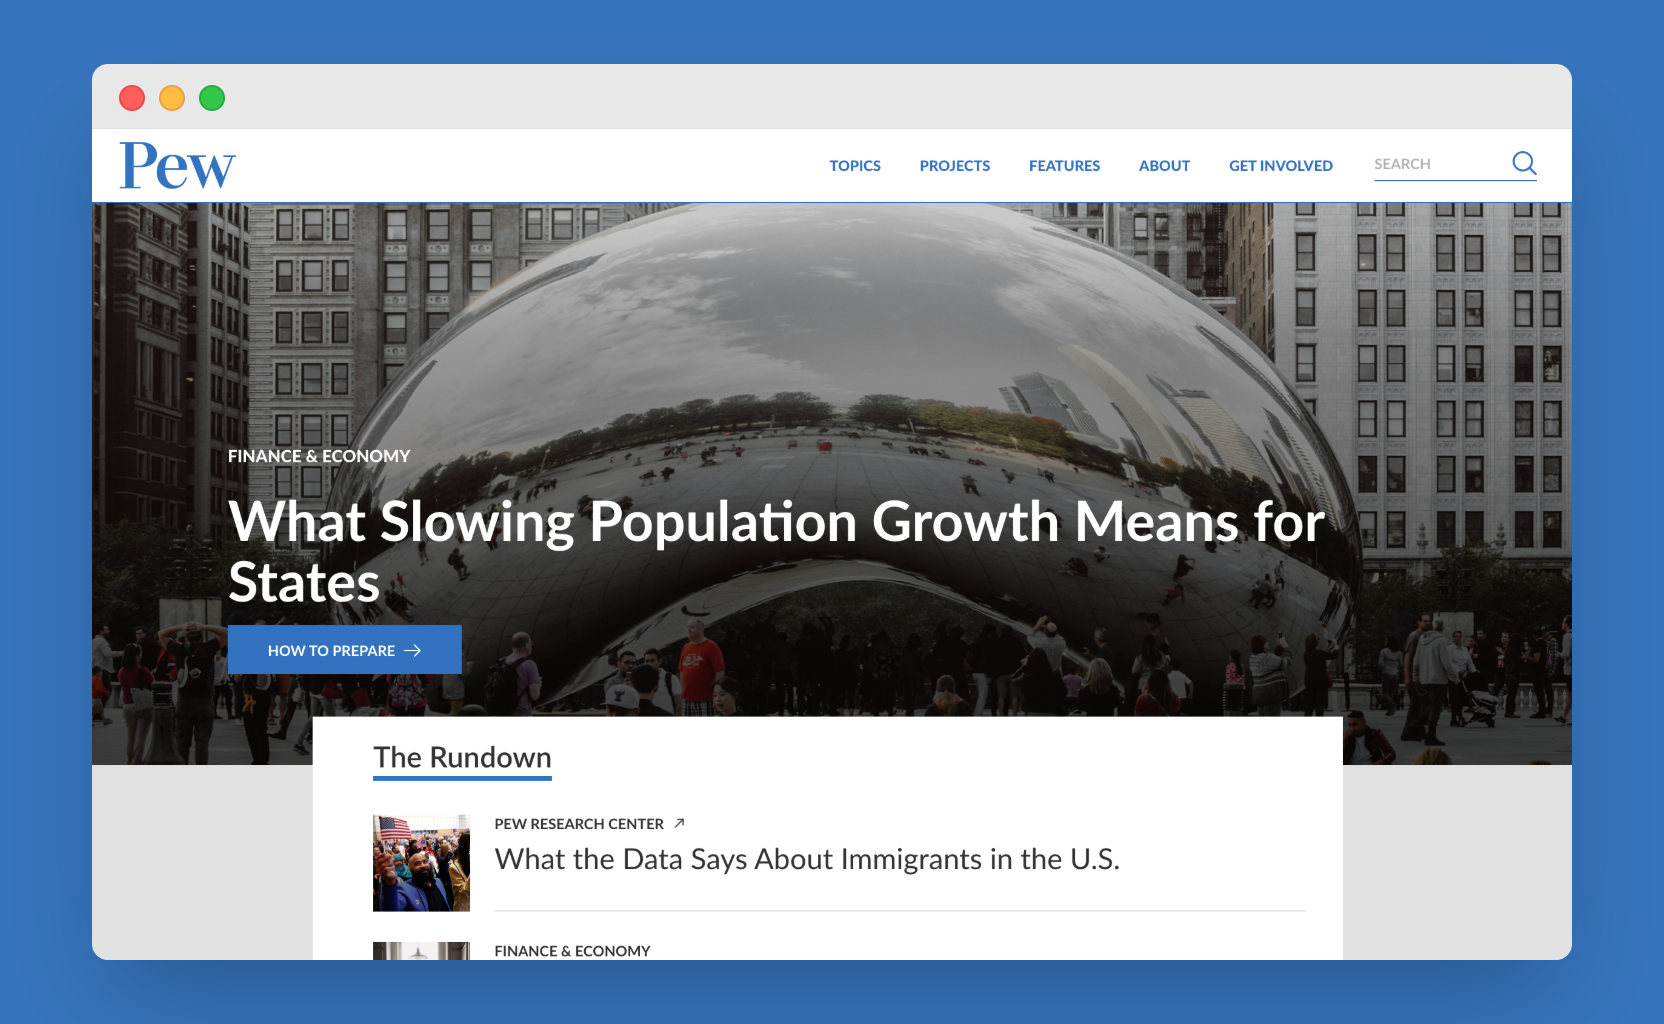 Pew
TOPICS
PROJECTS
FEATURES
ABOUT
GET INVOLVED
SEARCH
FINANCE & ECONOMY
What Slowing Population Growth Means for
States
HOW TO PREPARE
The Rundown
PEW RESEARCH CENTER
What the Data Says About Immigrants in the U.S.
FINANCE & ECONOMY